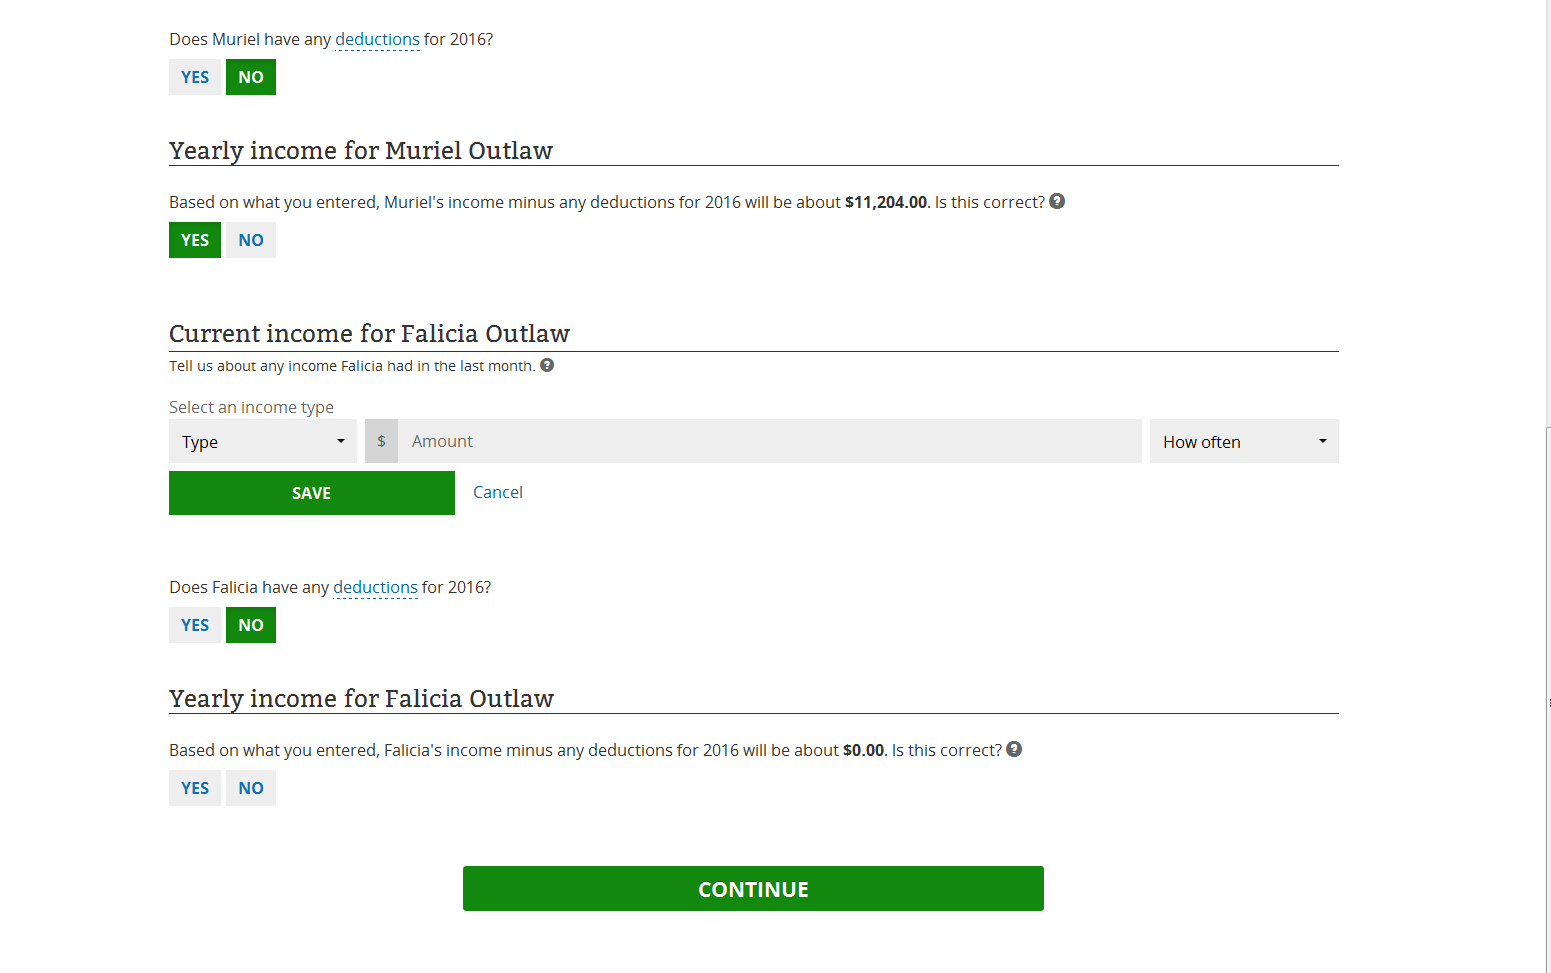 Does Muriel have any deductions for 2016?
YES NO
Yearly income for Muriel Outlaw
Based on what you entered, Muriel's income minus any deductions for 2016 will be about $11,204.00. Is this correct? ?
YES NO
Current income for Falicia Outlaw
Tell us about any income Falicia had in the last month. ?
Select an income type
Type $ Amount How often
SAVE Cancel
Does Falicia have any deductions for 2016?
YES NO
Yearly income for Falicia Outlaw
Based on what you entered, Falicia's income minus any deductions for 2016 will be about $0.00. Is this correct? ?
YES NO
CONTINUE